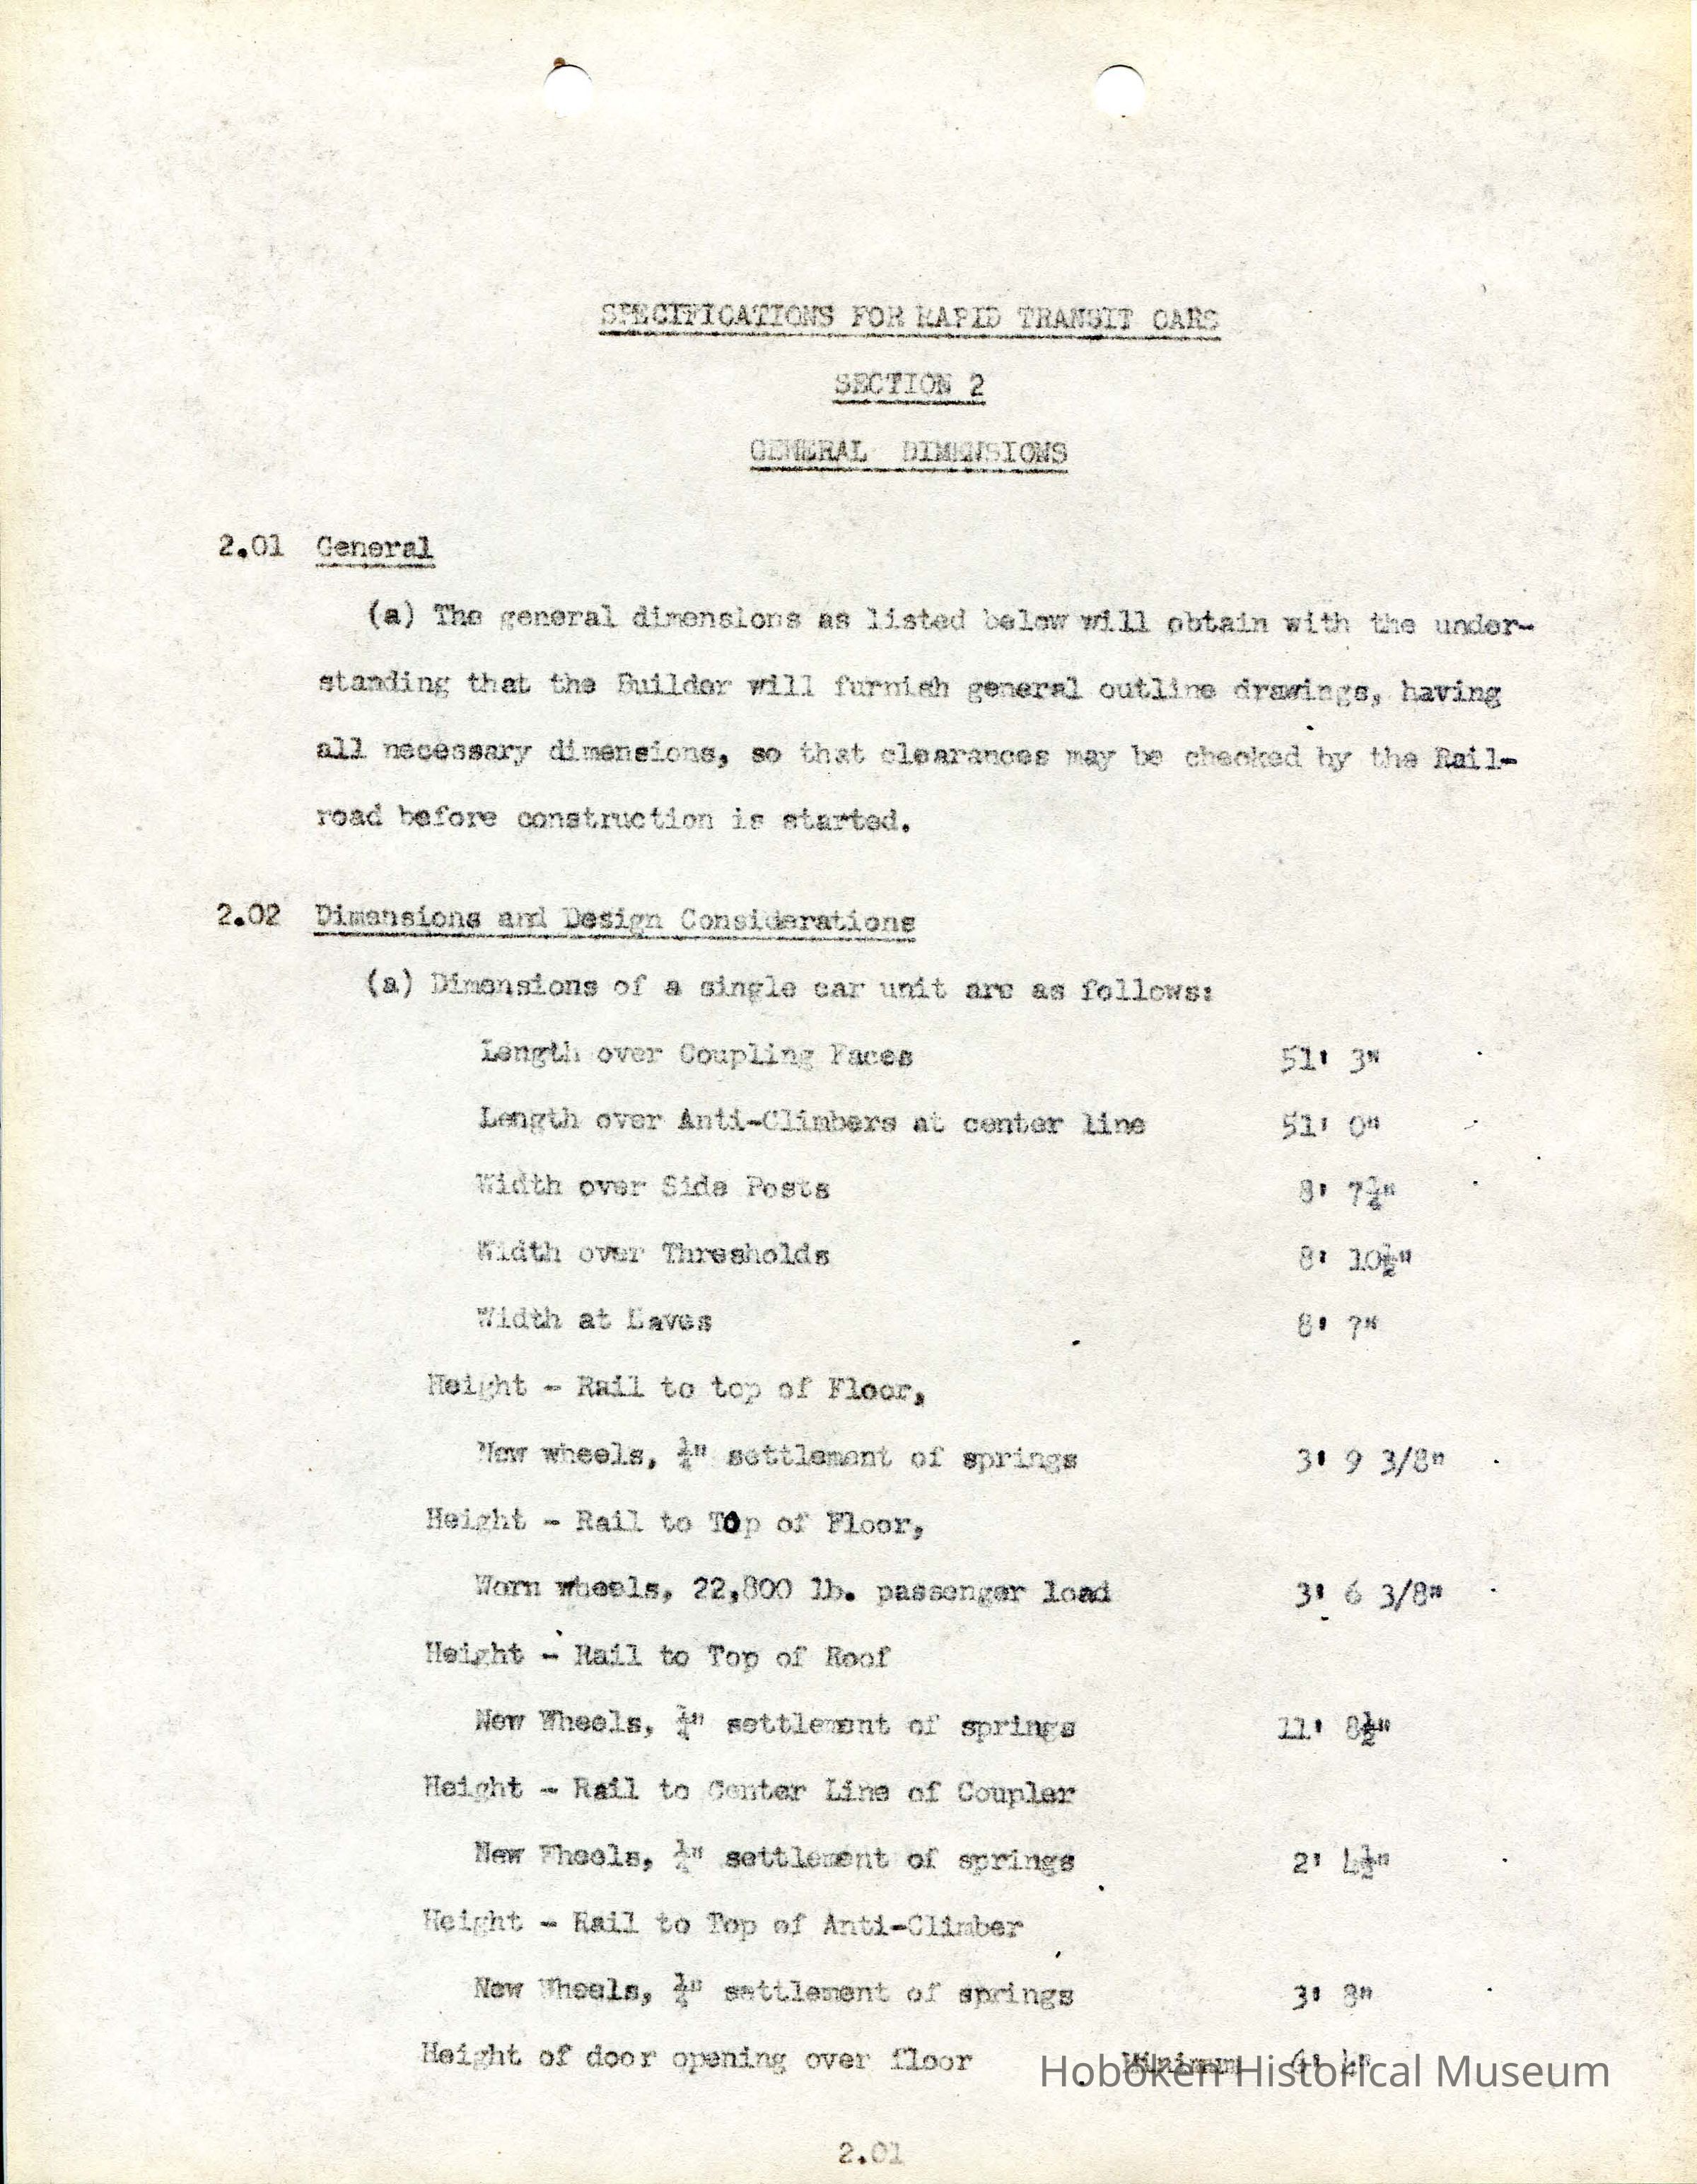 SPECIFICATIONS FOR RAPID TRANSIT CARS
SECTION 2
GENERAL DIMENSIONS
2.01 General
(a) The general dimensions as listed below will obtain with the under-
standing that the Builder will furnish general outline drawings, having
all necessary dimensions, so that clearances may be checked by the Rail-
road before construction is started.
2.02 Dimensions and Design Considerations
(a) Dimensions of a single car unit are as follows:
Length over Coupling Faces 51' 3"
Length over Anti-Climbers at center line 51' 0"
Width over Side Posts 8' 7¼"
Width over Thresholds 8' 10½"
Width at Eaves 8' 7"
Height - Rail to top of Floor,
New wheels, ¼" settlement of springs 3' 9 3/8"
Height - Rail to Top of Floor,
Worn wheels, 22,800 lb. passenger load 3' 6 3/8"
Height - Rail to Top of Roof
New Wheels, ¼" settlement of springs 11' 8½"
Height - Rail to Center Line of Coupler
New Wheels, ¼" settlement of springs 2' 4½"
Height - Rail to Top of Anti-Climber
New Wheels, ¼" settlement of springs 3' 8"
Height of door opening over floor Minimum 6' 4"
Hoboken Historical Museum
2.01